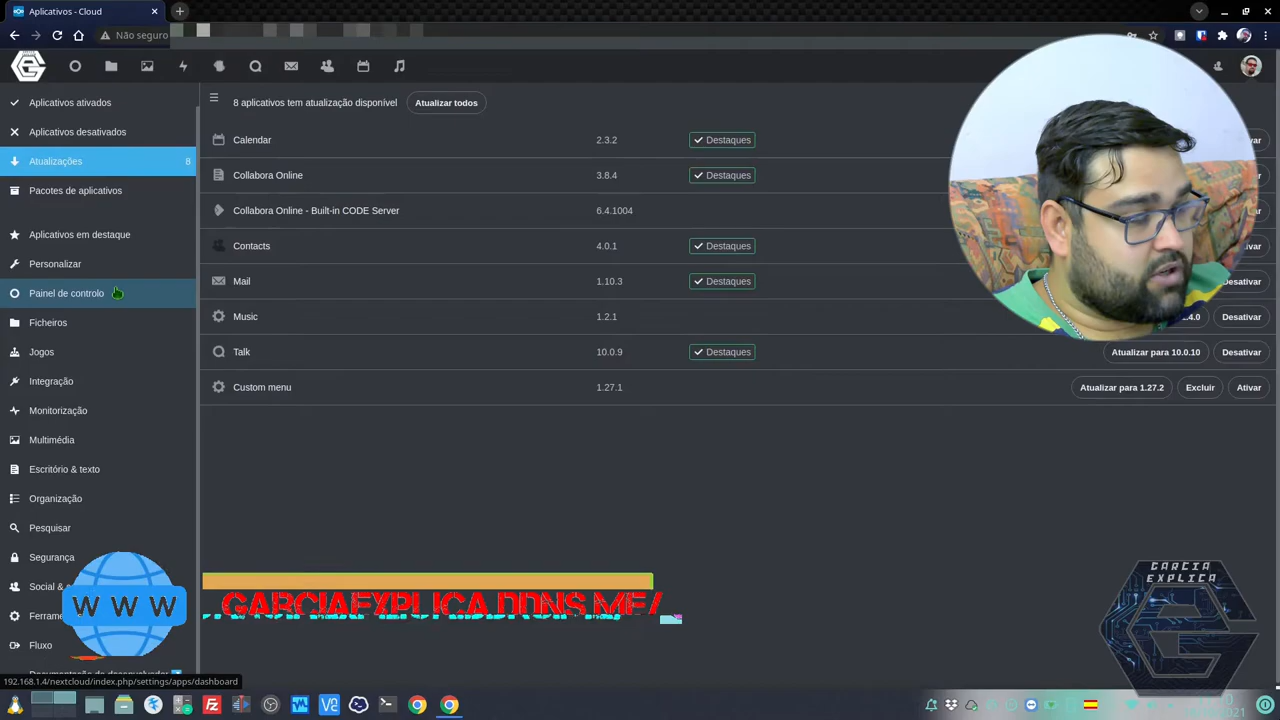 Aplicativos - Cloud
Não seguro
Aplicativos ativados
8 aplicativos tem atualização disponível
Atualizar todos
Aplicativos desativados
Calendar
2.3.2
Destaques
Atualizações
8
Collabora Online
3.8.4
Destaques
Pacotes de aplicativos
Collabora Online - Built-in CODE Server
6.4.1004
Aplicativos em destaque
Contacts
4.0.1
Destaques
Personalizar
Mail
1.10.3
Destaques
Desativar
Painel de controlo
Music
1.2.1
Desativar
Ficheiros
Talk
10.0.9
Destaques
Atualizar para 10.0.10
Desativar
Jogos
Custom menu
1.27.1
Atualizar para 1.27.2
Excluir
Ativar
Integração
Monitorização
Multimédia
Escritório & texto
Organização
Pesquisar
Segurança
Social &
WWW
GARCIAEXPLICA.DDNS.ME/
Fluxo
192.168.1.4/nextcloud/index.php/settings/apps/dashboard
GARCIA
EXPLICA